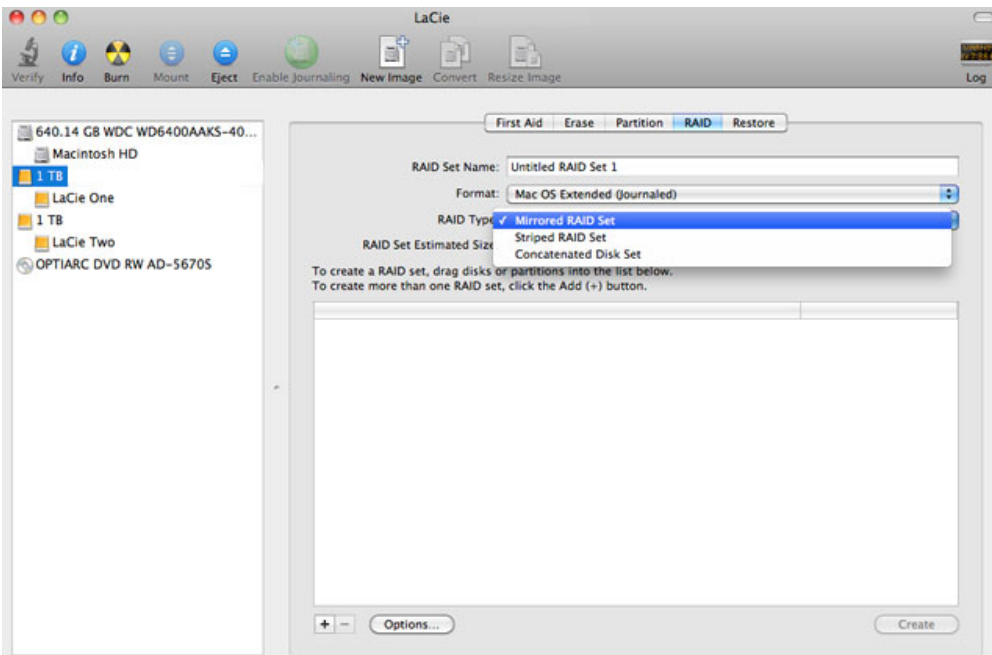 LaCie
Verify Info Burn Mount Eject Enable Journaling New Image Convert Resize Image Log
640.14 GB WDC WD6400AAKS-40...
Macintosh HD
1 TB
LaCie One
1 TB
LaCie Two
OPTIARC DVD RW AD-5670S
First Aid Erase Partition RAID Restore
RAID Set Name: Untitled RAID Set 1
Format: Mac OS Extended (Journaled)
RAID Type ✓ Mirrored RAID Set
Striped RAID Set
Concatenated Disk Set
RAID Set Estimated Size
To create a RAID set, drag disks or partitions into the list below.
To create more than one RAID set, click the Add (+) button.
+ − Options... Create